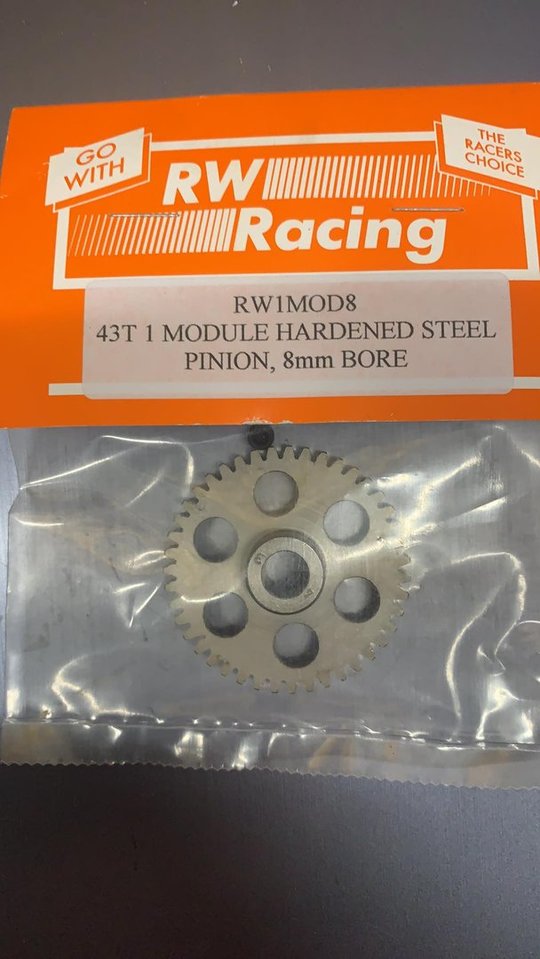 GO
WITH
THE
RACERS
CHOICE
RW
Racing
RW1MOD8
43T 1 MODULE HARDENED STEEL
PINION, 8mm BORE